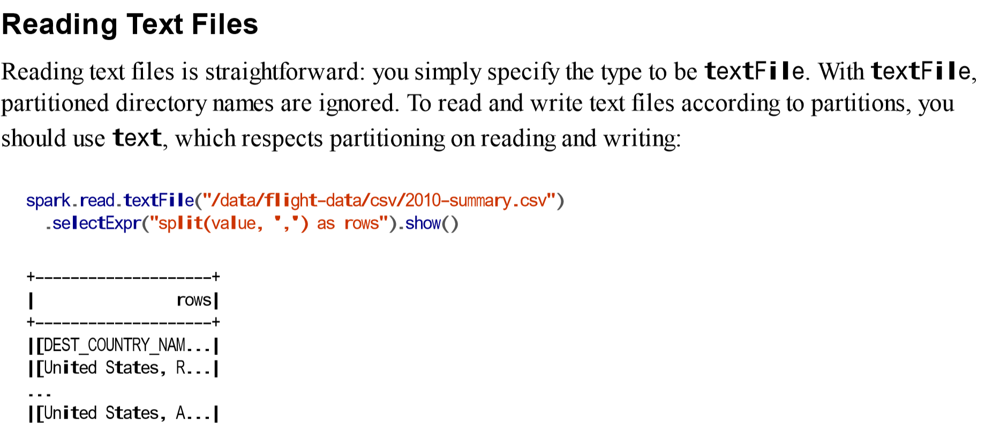 Reading Text Files
Reading text files is straightforward: you simply specify the type to be textFile. With textFile,
partitioned directory names are ignored. To read and write text files according to partitions, you
should use text, which respects partitioning on reading and writing:
spark.read.textFile("/data/flight-data/csv/2010-summary.csv")
  .selectExpr("split(value, ',') as rows").show()
+--------------------+
|                rows|
+--------------------+
|[DEST_COUNTRY_NAM...|
|[United States, R...|
...
|[United States, A...|